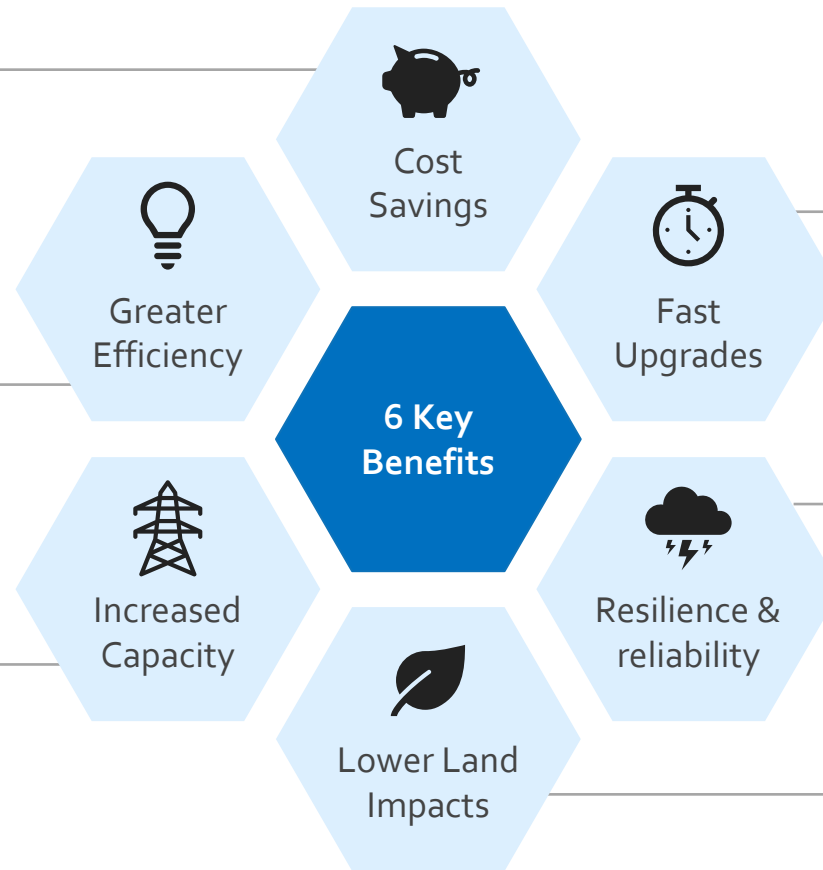 Cost
Savings
Greater
Efficiency
Fast
Upgrades
6 Key
Benefits
Increased
Capacity
Resilience &
reliability
Lower Land
Impacts